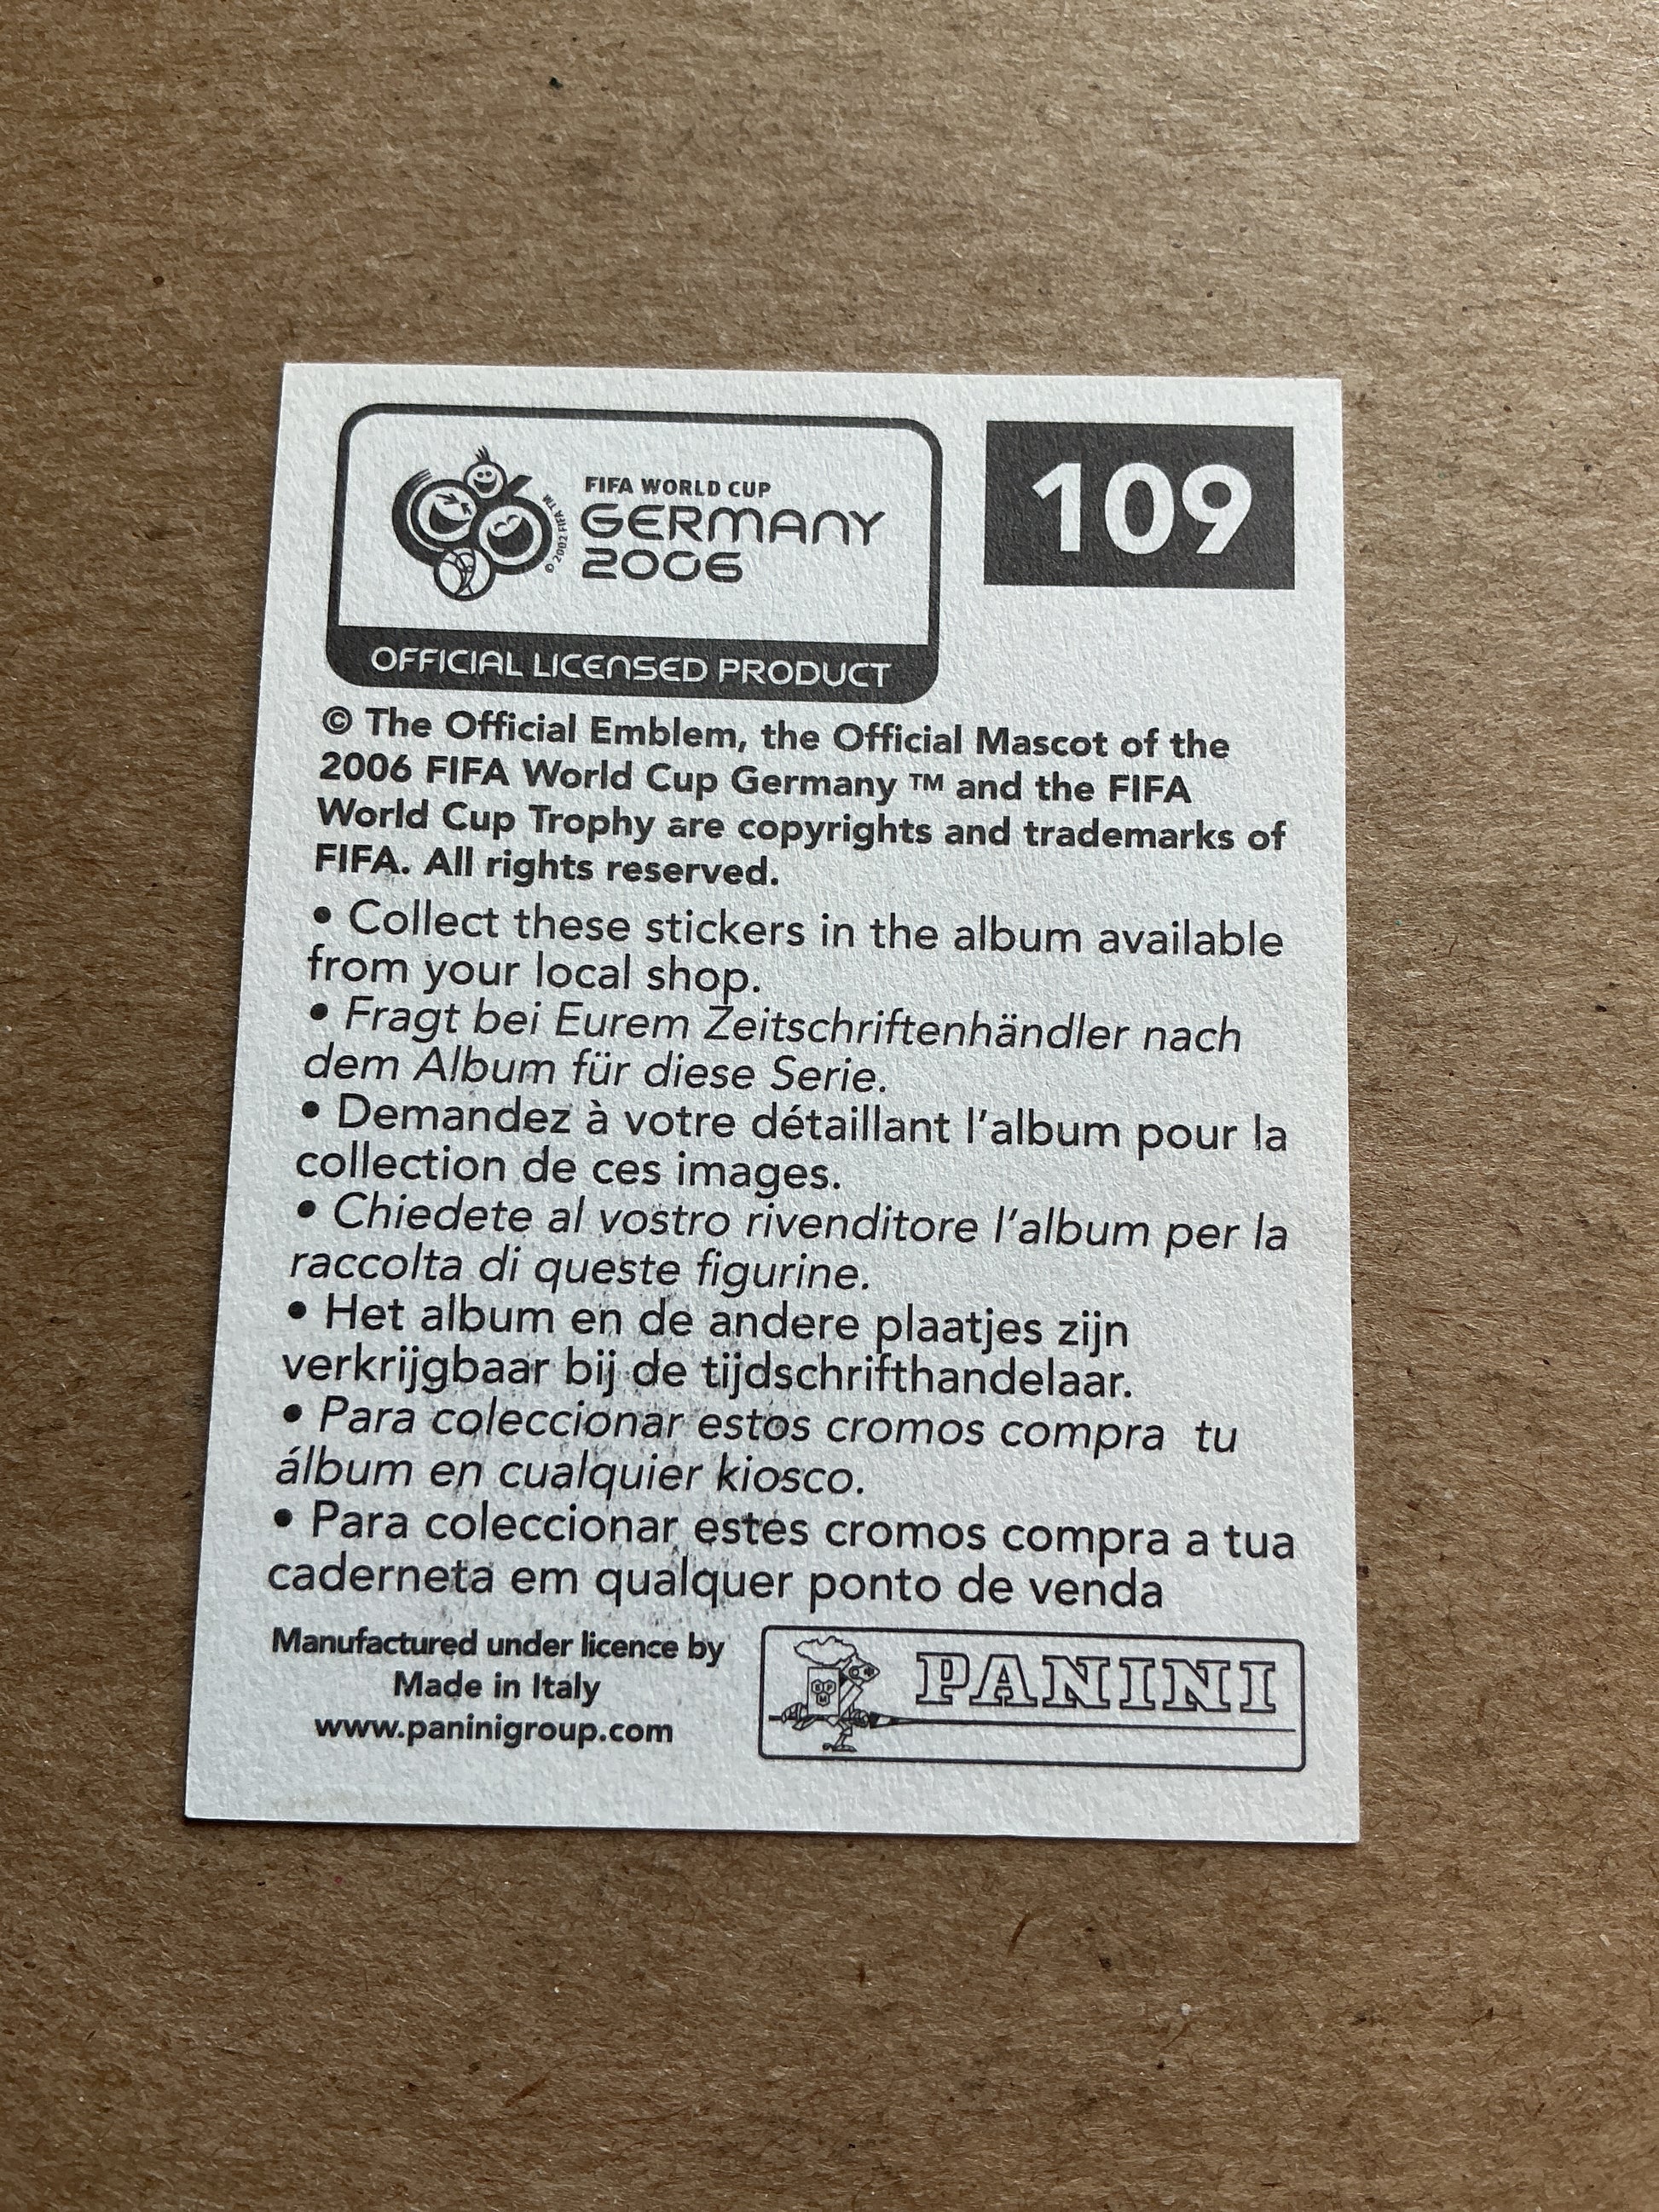 FIFA WORLD CUP
GERMANY
2006
© 2002 FIFA TM
OFFICIAL LICENSED PRODUCT
109
© The Official Emblem, the Official Mascot of the
2006 FIFA World Cup Germany ™ and the FIFA
World Cup Trophy are copyrights and trademarks of
FIFA. All rights reserved.
• Collect these stickers in the album available
from your local shop.
• Fragt bei Eurem Zeitschriftenhändler nach
dem Album für diese Serie.
• Demandez à votre détaillant l'album pour la
collection de ces images.
• Chiedete al vostro rivenditore l'album per la
raccolta di queste figurine.
• Het album en de andere plaatjes zijn
verkrijgbaar bij de tijdschrifthandelaar.
• Para coleccionar estos cromos compra  tu
álbum en cualquier kiosco.
• Para coleccionar estes cromos compra a tua
caderneta em qualquer ponto de venda
Manufactured under licence by
Made in Italy
www.paninigroup.com
PANINI